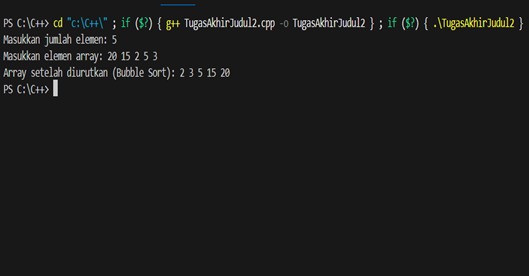 PS C:\C++> cd "c:\C++\" ; if ($?) { g++ TugasAkhirJudul2.cpp -o TugasAkhirJudul2 } ; if ($?) { .\TugasAkhirJudul2 }
Masukkan jumlah elemen: 5
Masukkan elemen array: 20 15 2 5 3
Array setelah diurutkan (Bubble Sort): 2 3 5 15 20
PS C:\C++>